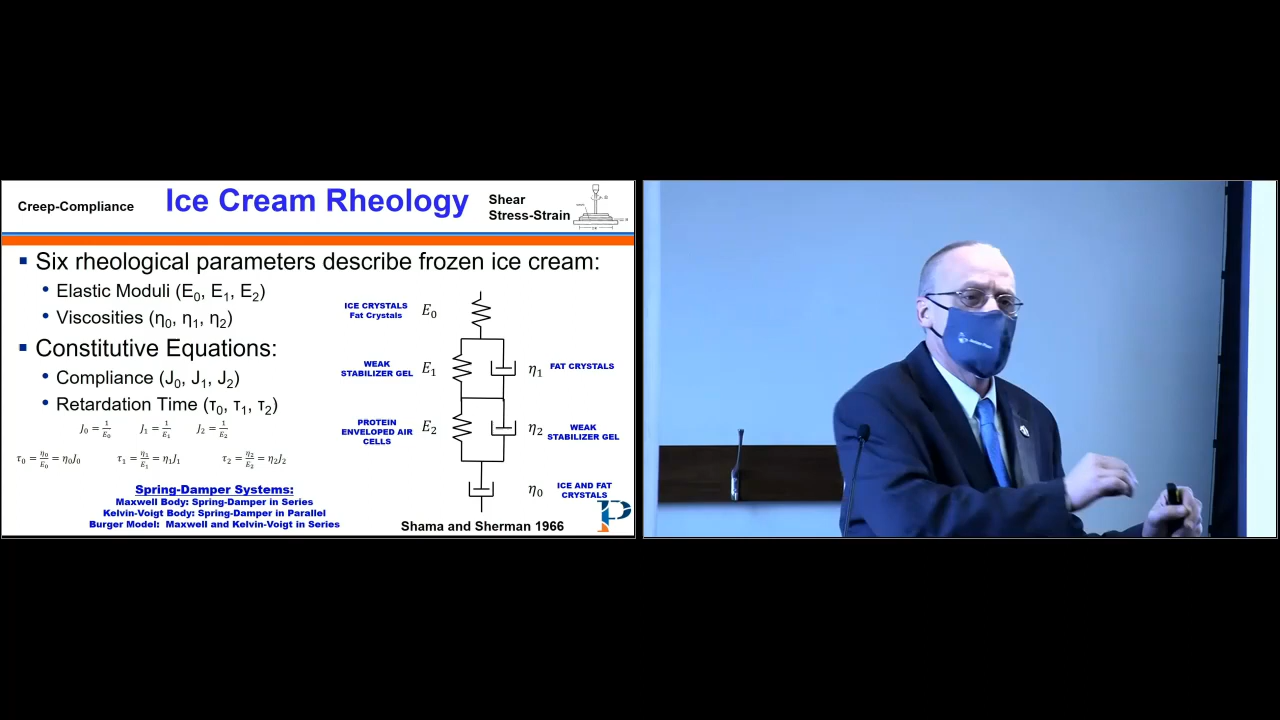 Creep-Compliance
Ice Cream Rheology
Shear
Stress-Strain
Six rheological parameters describe frozen ice cream:
Elastic Moduli (E₀, E₁, E₂)
Viscosities (η₀, η₁, η₂)
Constitutive Equations:
Compliance (J₀, J₁, J₂)
Retardation Time (τ₀, τ₁, τ₂)
J₀ = 1/E₀ J₁ = 1/E₁ J₂ = 1/E₂
τ₀ = η₀/E₀ = η₀J₀ τ₁ = η₁/E₁ = η₁J₁ τ₂ = η₂/E₂ = η₂J₂
Spring-Damper Systems:
Maxwell Body: Spring-Damper in Series
Kelvin-Voigt Body: Spring-Damper in Parallel
Burger Model: Maxwell and Kelvin-Voigt in Series
ICE CRYSTALS
Fat Crystals
E₀
WEAK
STABILIZER GEL
E₁
η₁
FAT CRYSTALS
PROTEIN
ENVELOPED AIR
CELLS
E₂
η₂
WEAK
STABILIZER GEL
η₀
ICE AND FAT
CRYSTALS
Shama and Sherman 1966